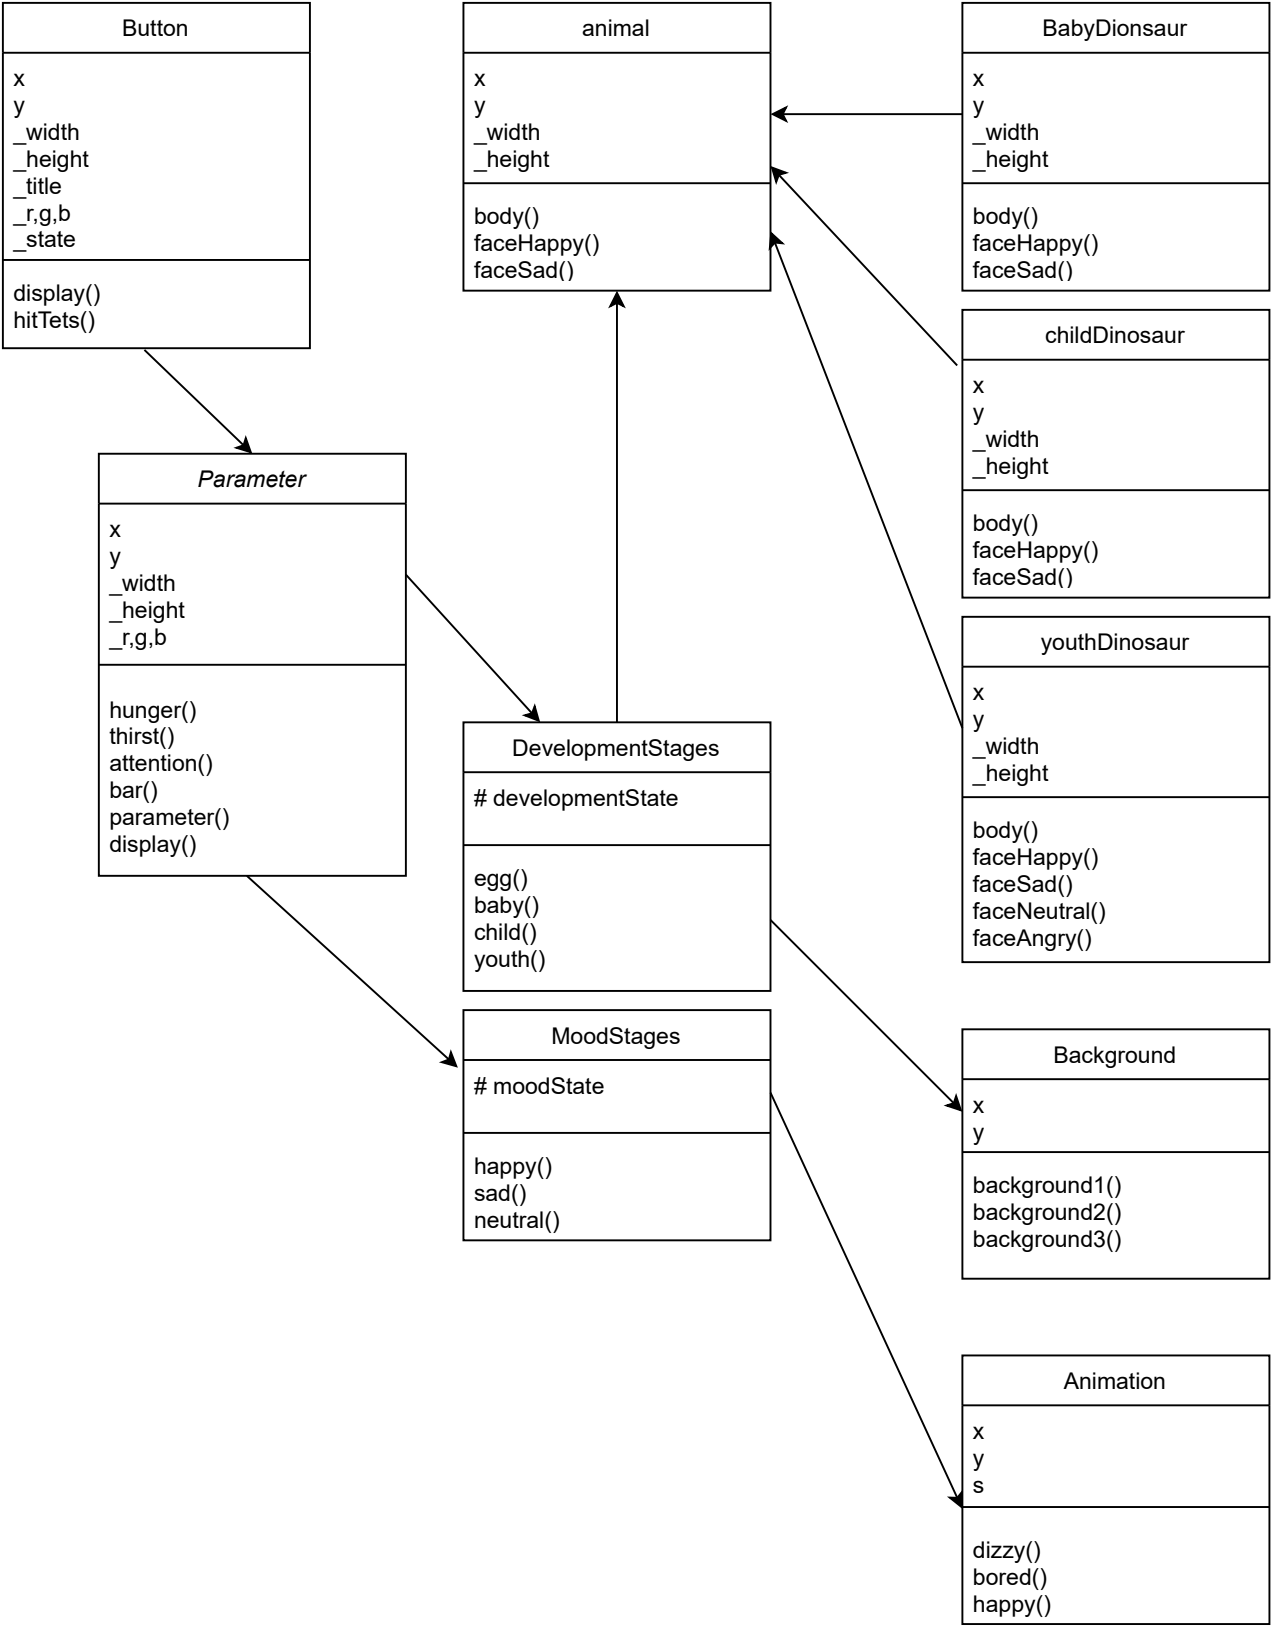 Button
x
y
_width
_height
_title
_r,g,b
_state
display()
hitTets()
animal
x
y
_width
_height
body()
faceHappy()
faceSad()
BabyDionsaur
x
y
_width
_height
body()
faceHappy()
faceSad()
childDinosaur
x
y
_width
_height
body()
faceHappy()
faceSad()
Parameter
x
y
_width
_height
_r,g,b
hunger()
thirst()
attention()
bar()
parameter()
display()
youthDinosaur
x
y
_width
_height
body()
faceHappy()
faceSad()
faceNeutral()
faceAngry()
DevelopmentStages
# developmentState
egg()
baby()
child()
youth()
MoodStages
# moodState
happy()
sad()
neutral()
Background
x
y
background1()
background2()
background3()
Animation
x
y
s
dizzy()
bored()
happy()